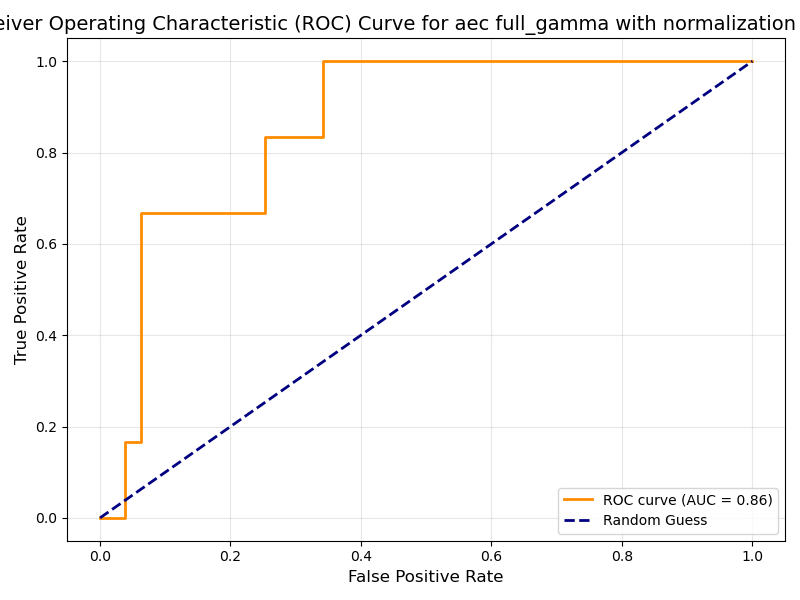 eiver Operating Characteristic (ROC) Curve for aec full_gamma with normalization
1.0
0.8
0.6
0.4
0.2
0.0
True Positive Rate
0.0 0.2 0.4 0.6 0.8 1.0
False Positive Rate
ROC curve (AUC = 0.86)
Random Guess